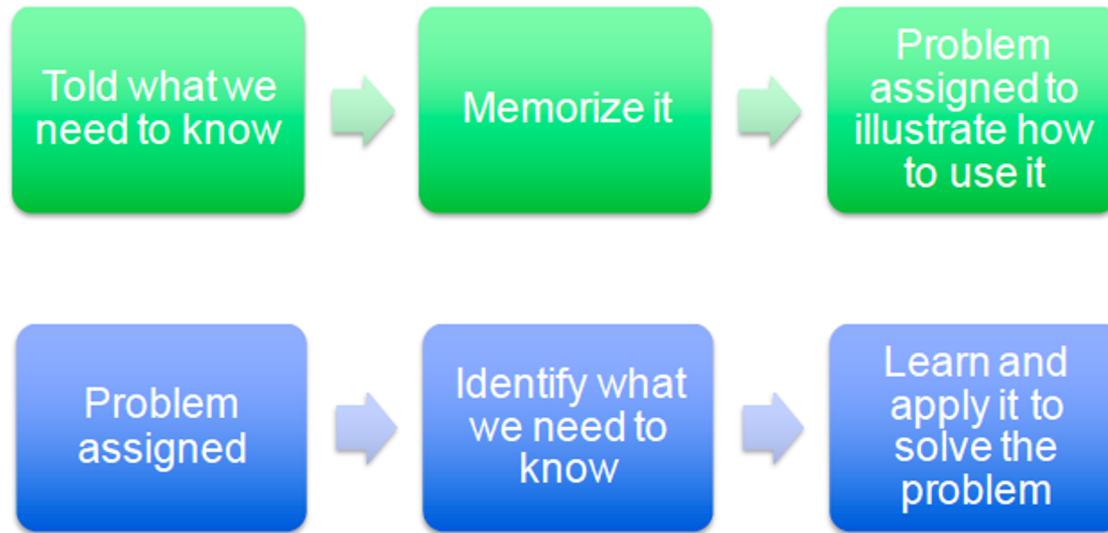 Told what we
need to know
Memorize it
Problem
assigned to
illustrate how
to use it
Problem
assigned
Identify what
we need to
know
Learn and
apply it to
solve the
problem